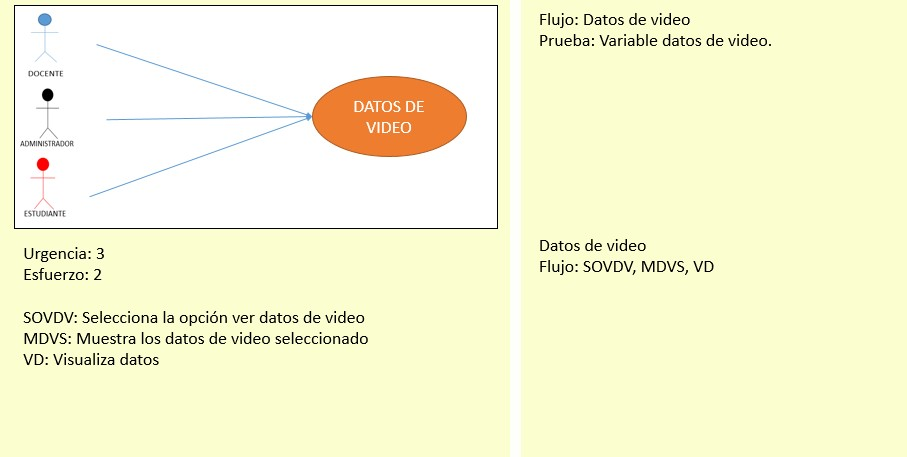 DOCENTE
ADMINISTRADOR
ESTUDIANTE
DATOS DE
VIDEO
Urgencia: 3
Esfuerzo: 2
SOVDV: Selecciona la opción ver datos de video
MDVS: Muestra los datos de video seleccionado
VD: Visualiza datos
Flujo: Datos de video
Prueba: Variable datos de video.
Datos de video
Flujo: SOVDV, MDVS, VD